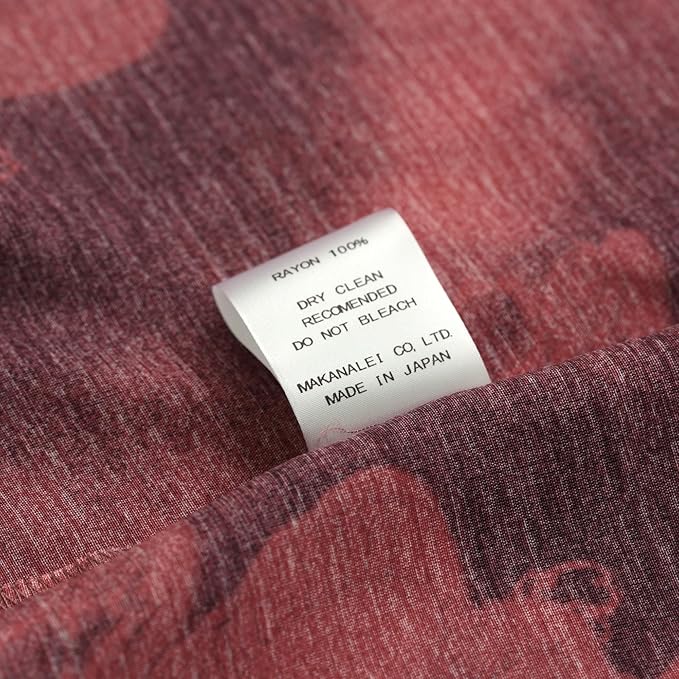 RAYON 100%
DRY CLEAN
RECOMENDED
DO NOT BLEACH
MAKANALEI CO, LTD.
MADE IN JAPAN